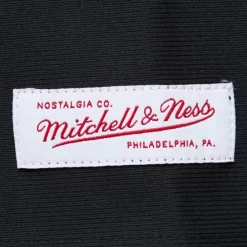 NOSTALGIA CO.
Mitchell & Ness
PHILADELPHIA, PA.